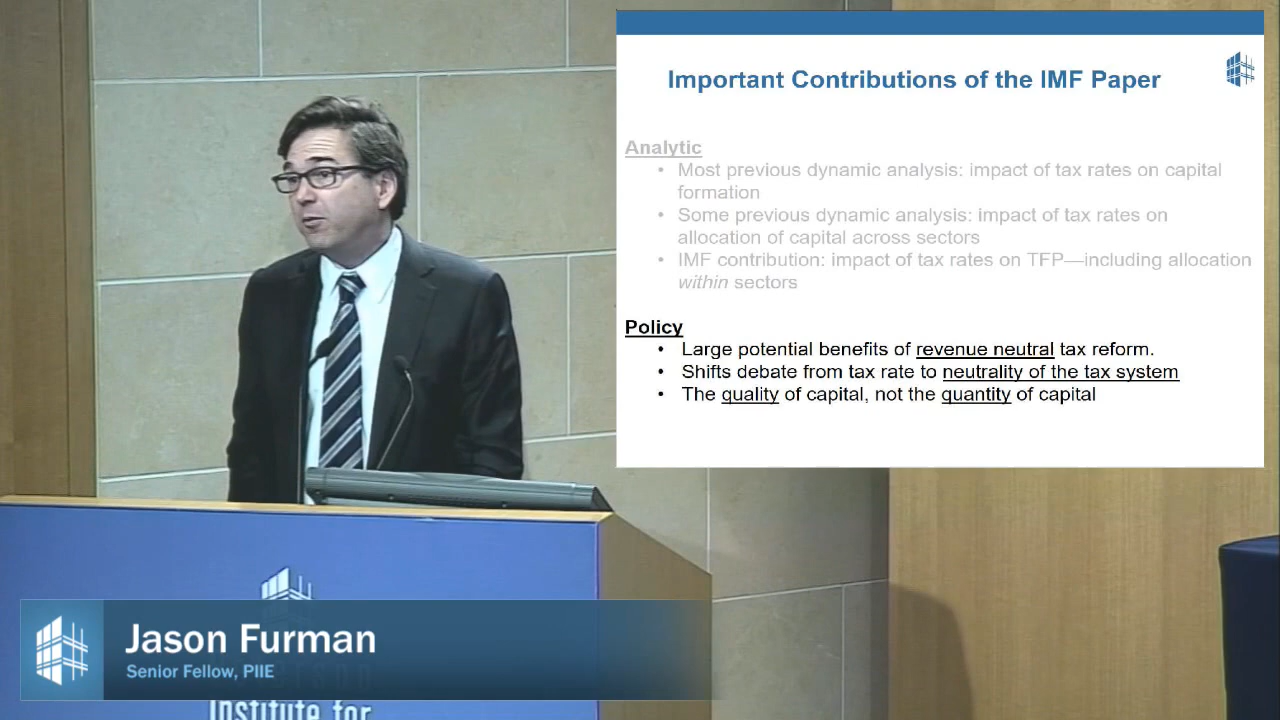 Important Contributions of the IMF Paper
Analytic
• Most previous dynamic analysis: impact of tax rates on capital
formation
• Some previous dynamic analysis: impact of tax rates on
allocation of capital across sectors
• IMF contribution: impact of tax rates on TFP—including allocation
within sectors
Policy
• Large potential benefits of revenue neutral tax reform.
• Shifts debate from tax rate to neutrality of the tax system
• The quality of capital, not the quantity of capital
Jason Furman
Senior Fellow, PIIE
Institute for